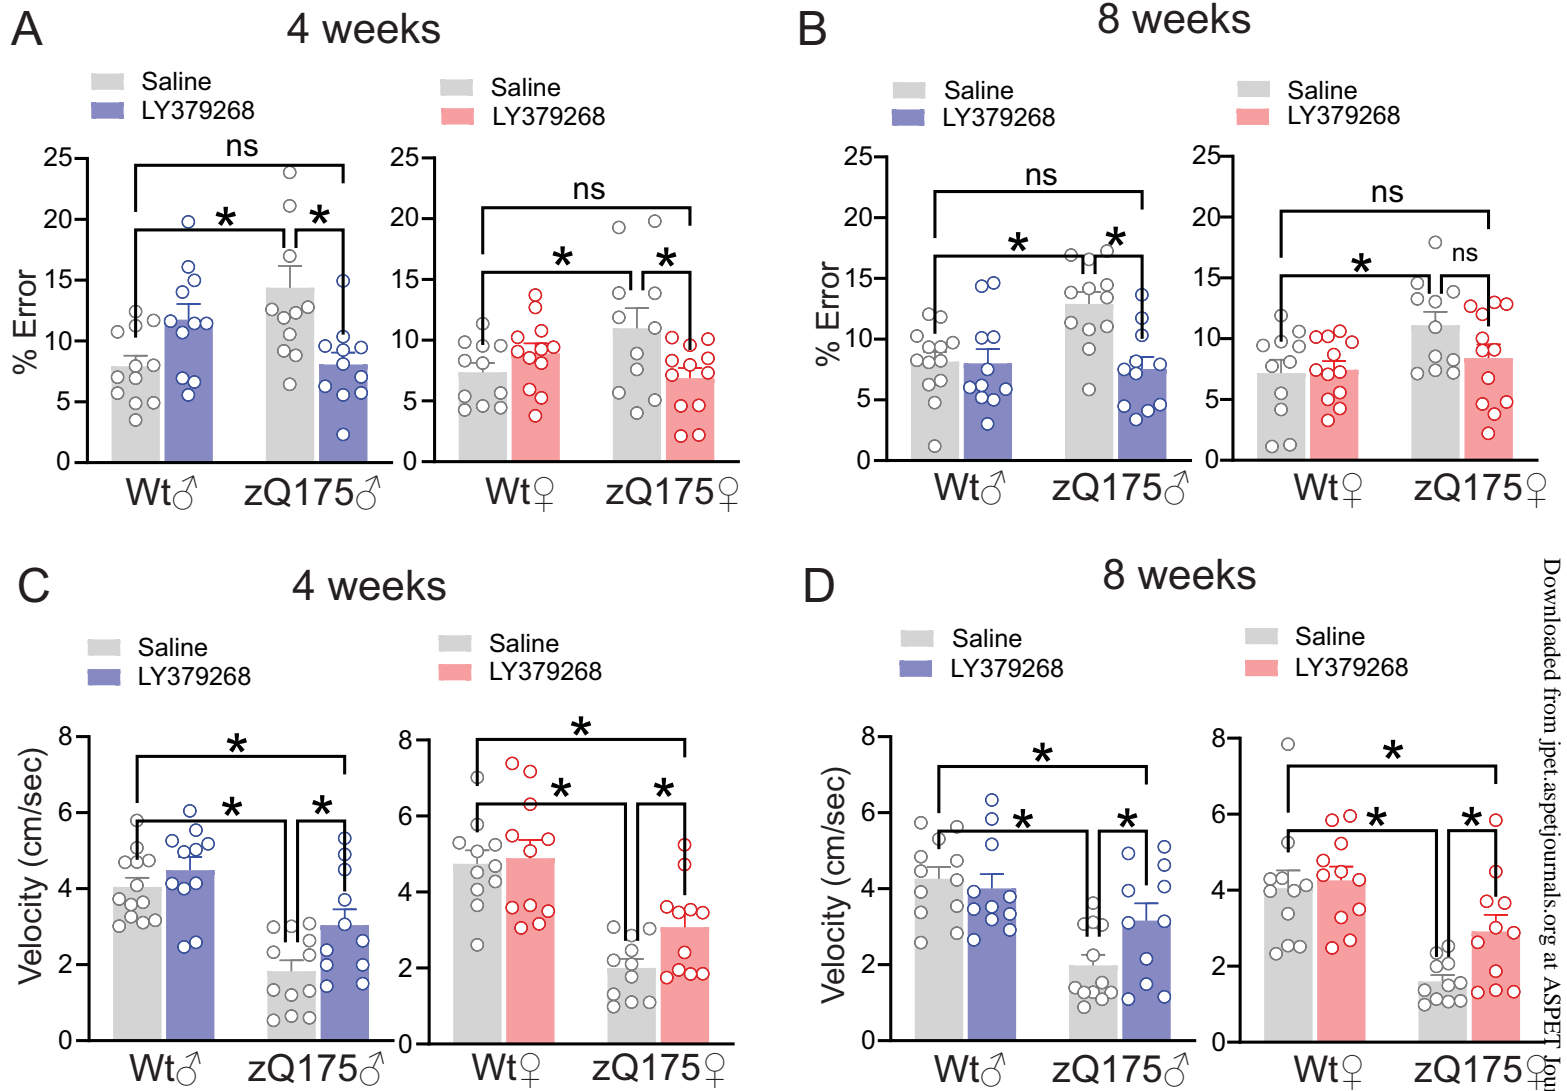 A
4 weeks
Saline
LY379268
Saline
LY379268
% Error
25
20
15
10
5
0
ns
*
*
Wt♂
zQ175♂
25
20
15
10
5
0
ns
*
*
Wt♀
zQ175♀
B
8 weeks
Saline
LY379268
Saline
LY379268
% Error
25
20
15
10
5
0
ns
*
*
Wt♂
zQ175♂
25
20
15
10
5
0
ns
*
ns
Wt♀
zQ175♀
C
4 weeks
Saline
LY379268
Saline
LY379268
Velocity (cm/sec)
8
6
4
2
0
*
*
*
Wt♂
zQ175♂
8
6
4
2
0
*
*
*
Wt♀
zQ175♀
D
8 weeks
Saline
LY379268
Saline
LY379268
Velocity (cm/sec)
8
6
4
2
0
*
*
*
Wt♂
zQ175♂
8
6
4
2
0
*
*
*
Wt♀
zQ175♀
Downloaded from jpet.aspetjournals.org at ASPET Jou